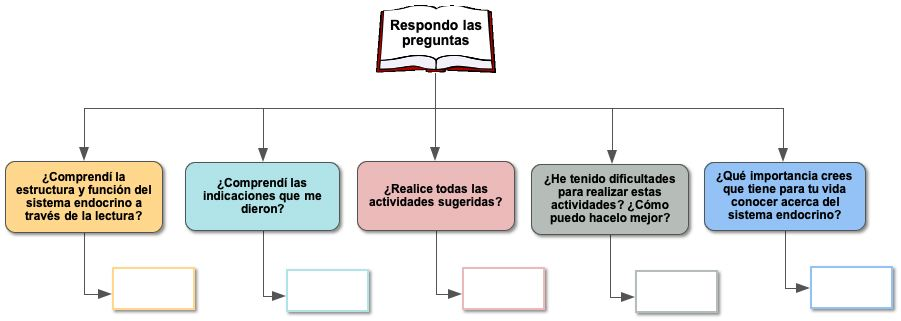 Respondo las
preguntas
¿Comprendí la
estructura y función del
sistema endocrino a
través de la lectura?
¿Comprendí las
indicaciones que me
dieron?
¿Realice todas las
actividades sugeridas?
¿He tenido dificultades
para realizar estas
actividades? ¿Cómo
puedo hacelo mejor?
¿Qué importancia crees
que tiene para tu vida
conocer acerca del
sistema endocrino?